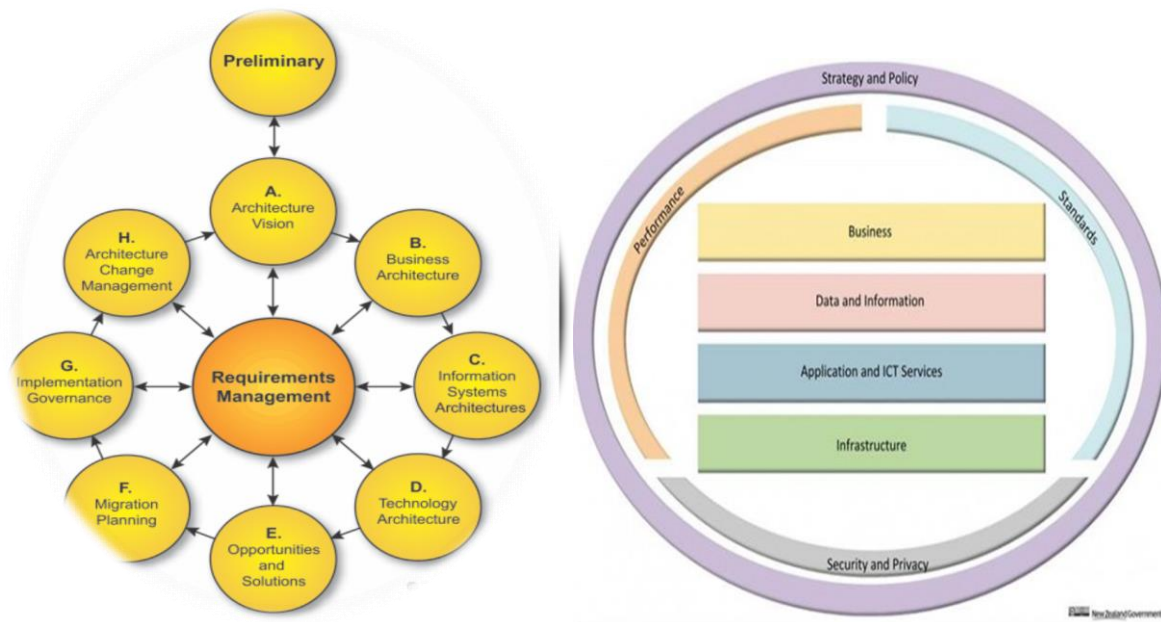 Preliminary
A.
Architecture
Vision
B.
Business
Architecture
C.
Information
Systems
Architectures
D.
Technology
Architecture
E.
Opportunities
and
Solutions
F.
Migration
Planning
G.
Implementation
Governance
H.
Architecture
Change
Management
Requirements
Management
Strategy and Policy
Performance
Standards
Business
Data and Information
Application and ICT Services
Infrastructure
Security and Privacy
New Zealand Government